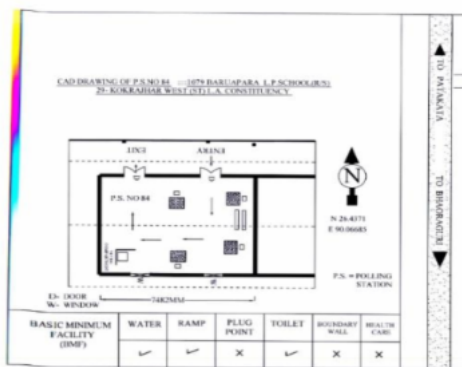 CAD DRAWING OF P.S.NO 84 1079 BARUAPARA L.P SCHOOL(R/S)
29- KOKRAJHAR WEST (ST) L.A. CONSTITUENCY
EXIT
ENTRY
P.S. NO 84
N
N 26.4371
E 90.06685
P.S. = POLLING
STATION
D- DOOR
W- WINDOW
7482MM
TO PATAKATA
TO BHAORAGURI
BASIC MINIMUM
FACILITY
(BMF)
WATER
RAMP
PLUG
POINT
TOILET
BOUNDARY
WALL
HEALTH
CARE
✓ ✓ × ✓ × ×